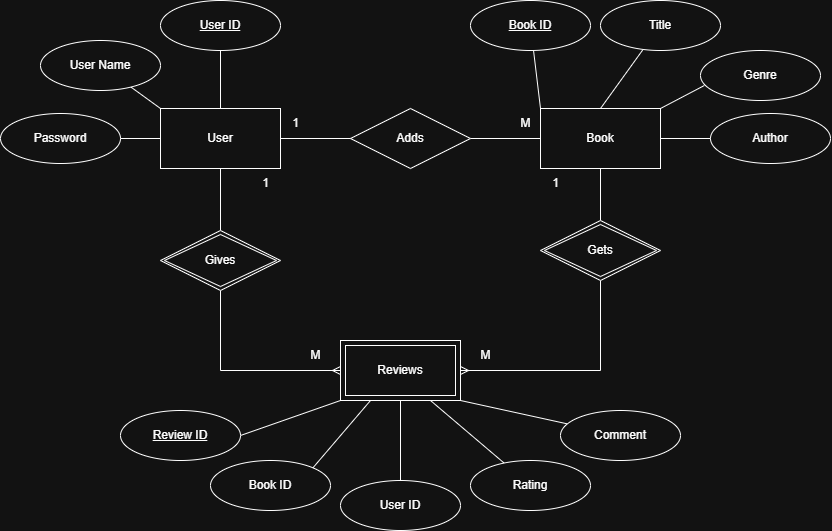 User ID
Book ID
Title
User Name
Genre
Password
User
1
Adds
M
Book
Author
1
1
Gives
Gets
M
M
Reviews
Review ID
Comment
Book ID
Rating
User ID